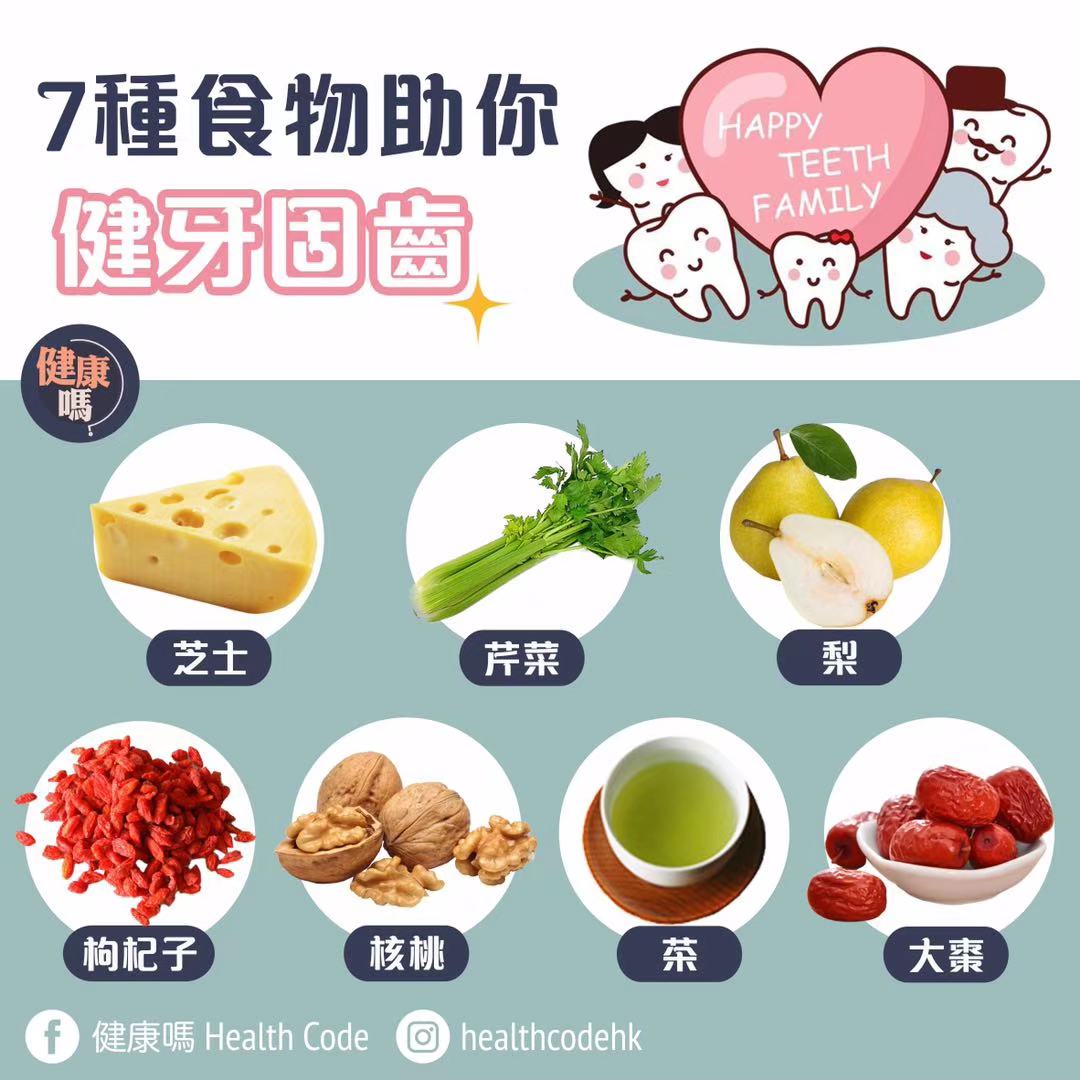 7種食物助你
健牙固齒
HAPPY
TEETH
FAMILY
健康
嗎
芝士
芹菜
梨
枸杞子
核桃
茶
大棗
健康嗎 Health Code
healthcodehk